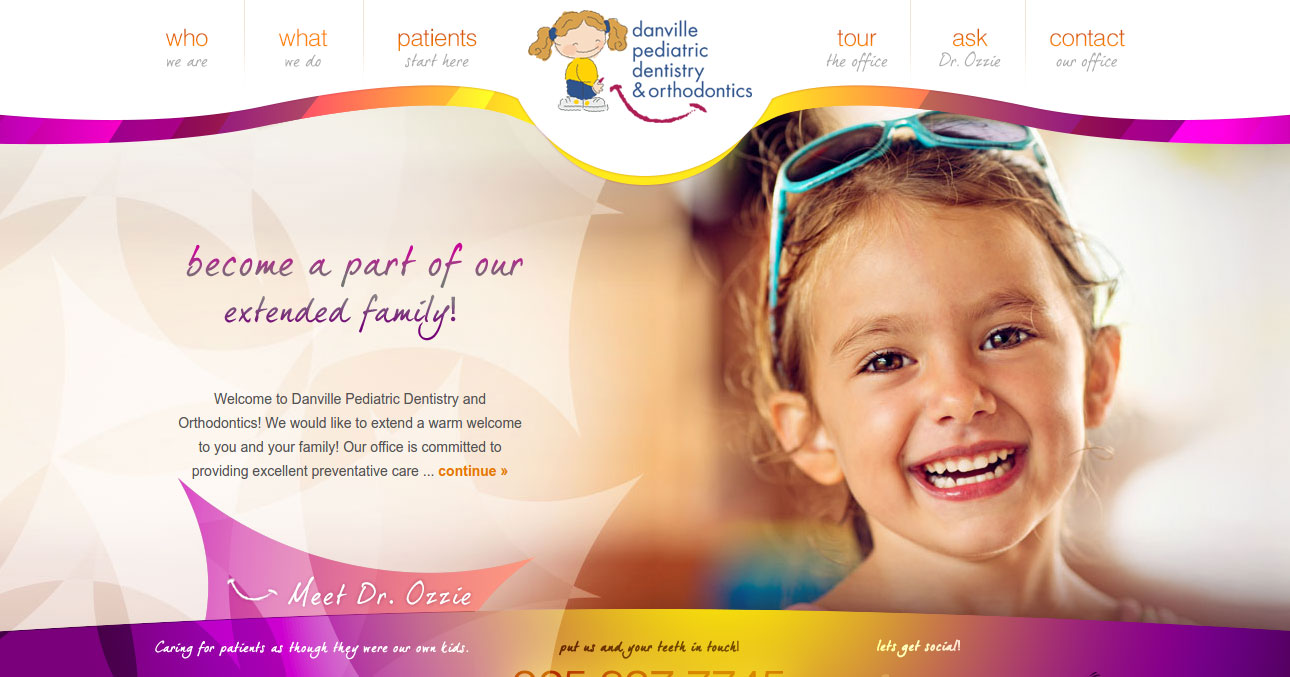 who
we are
what
we do
patients
start here
danville
pediatric
dentistry
& orthodontics
tour
the office
ask
Dr. Ozzie
contact
our office
become a part of our
extended family!
Welcome to Danville Pediatric Dentistry and
Orthodontics! We would like to extend a warm welcome
to you and your family! Our office is committed to
providing excellent preventative care ... continue »
Meet Dr. Ozzie
Caring for patients as though they were our own kids.
put us and your teeth in touch!
lets get social!